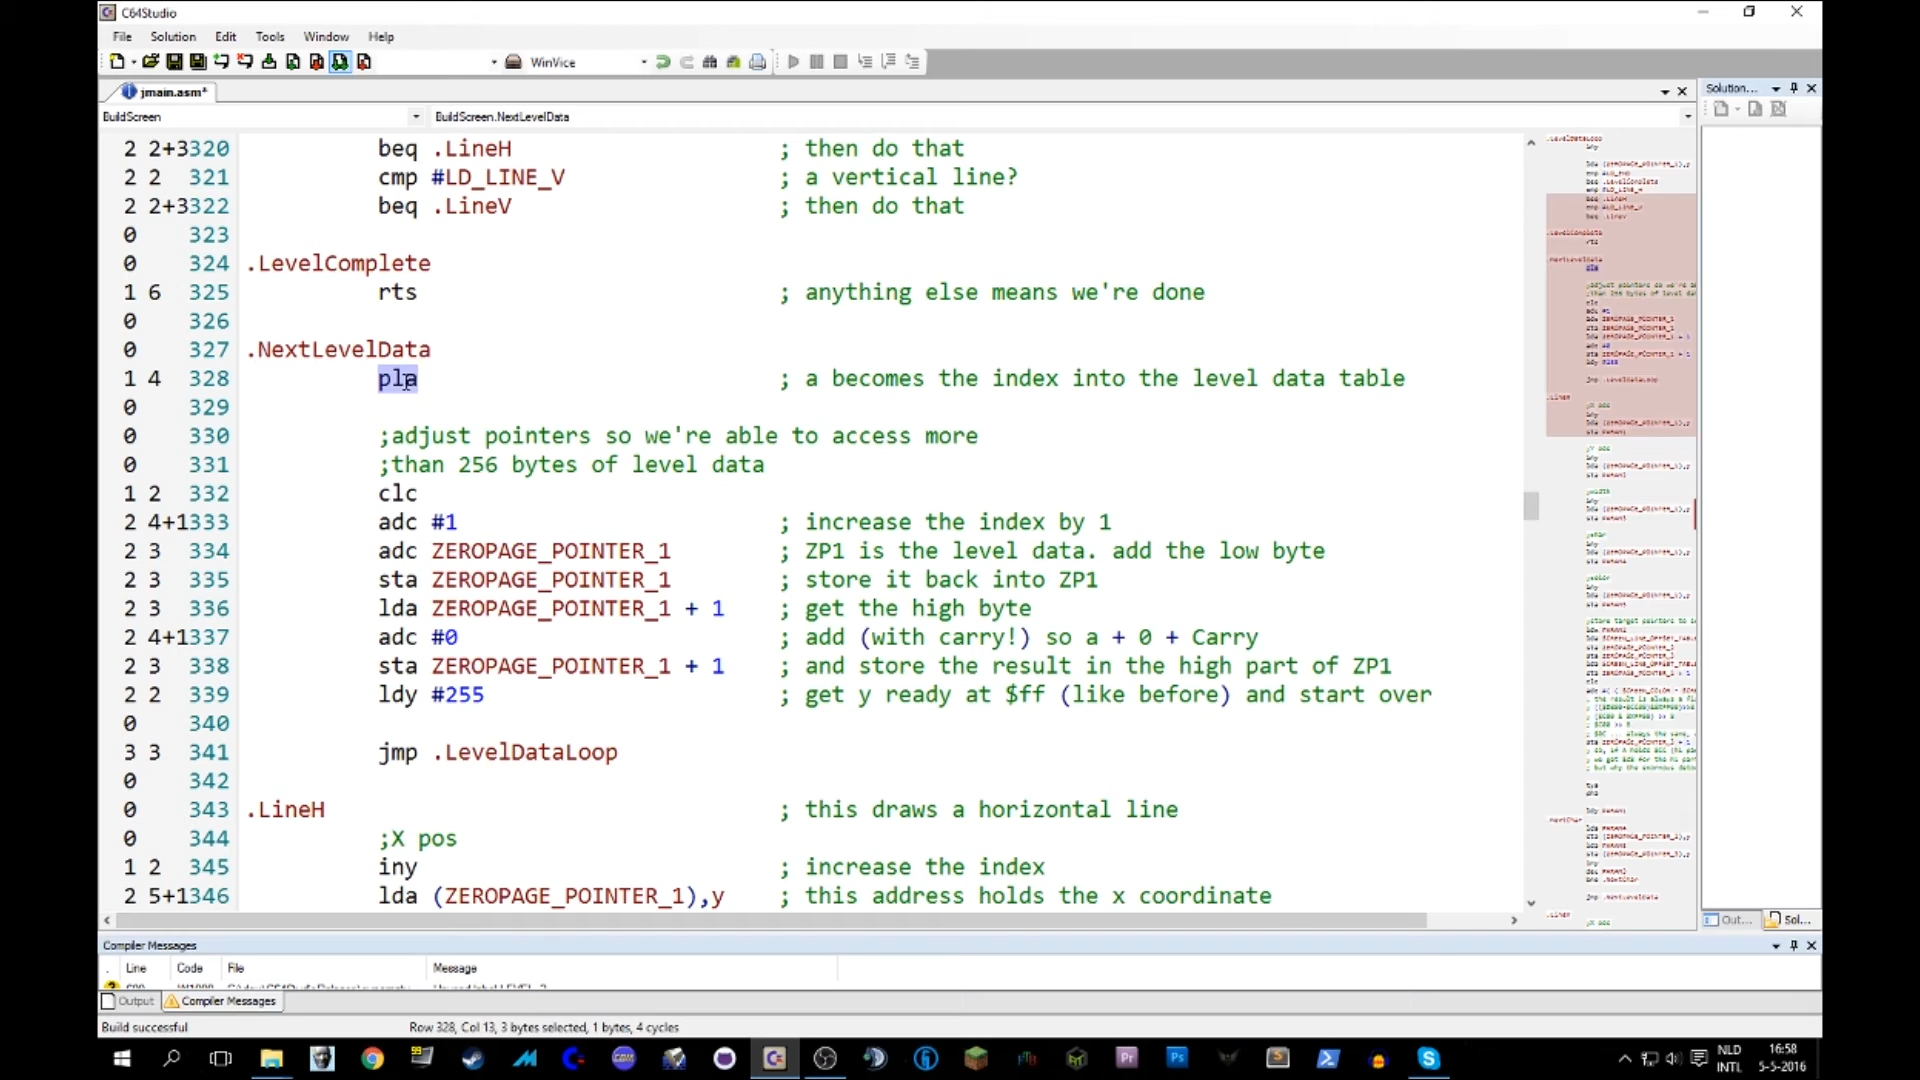 C64Studio
File Solution Edit Tools Window Help
WinVice
jmain.asm*
Solution...
BuildScreen BuildScreen.NextLevelData
2 2+3320 beq .LineH ; then do that
2 2 321 cmp #LD_LINE_V ; a vertical line?
2 2+3322 beq .LineV ; then do that
0 323
0 324 .LevelComplete
1 6 325 rts ; anything else means we're done
0 326
0 327 .NextLevelData
1 4 328 pla ; a becomes the index into the level data table
0 329
0 330 ;adjust pointers so we're able to access more
0 331 ;than 256 bytes of level data
1 2 332 clc
2 4+1333 adc #1 ; increase the index by 1
2 3 334 adc ZEROPAGE_POINTER_1 ; ZP1 is the level data. add the low byte
2 3 335 sta ZEROPAGE_POINTER_1 ; store it back into ZP1
2 3 336 lda ZEROPAGE_POINTER_1 + 1 ; get the high byte
2 4+1337 adc #0 ; add (with carry!) so a + 0 + Carry
2 3 338 sta ZEROPAGE_POINTER_1 + 1 ; and store the result in the high part of ZP1
2 2 339 ldy #255 ; get y ready at $ff (like before) and start over
0 340
3 3 341 jmp .LevelDataLoop
0 342
0 343 .LineH ; this draws a horizontal line
0 344 ;X pos
1 2 345 iny ; increase the index
2 5+1346 lda (ZEROPAGE_POINTER_1),y ; this address holds the x coordinate
Out... Sol...
Compiler Messages
. Line Code File Message
Output Compiler Messages
Build successful Row 328, Col 13, 3 bytes selected, 1 bytes, 4 cycles
NLD 16:58
INTL 5-5-2016